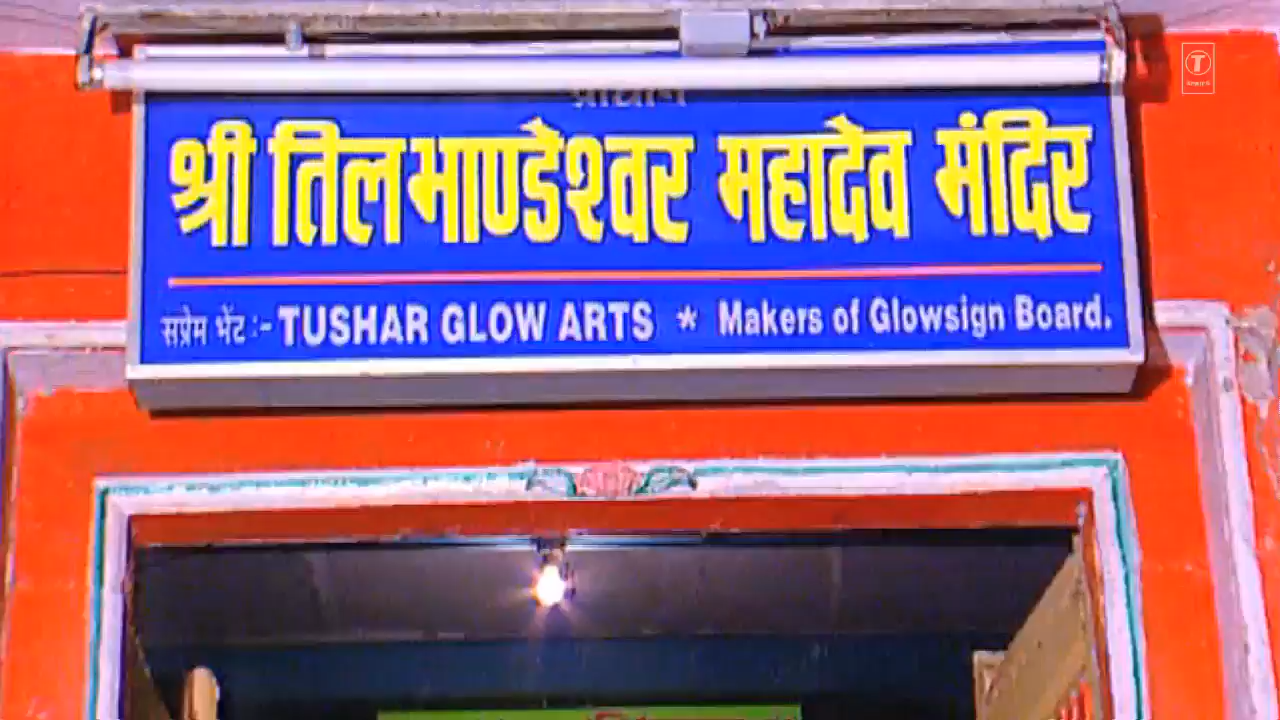 प्राचीन
श्री तिलभाण्डेश्वर महादेव मंदिर
सप्रेम भेंट :- TUSHAR GLOW ARTS * Makers of Glowsign Board.
T